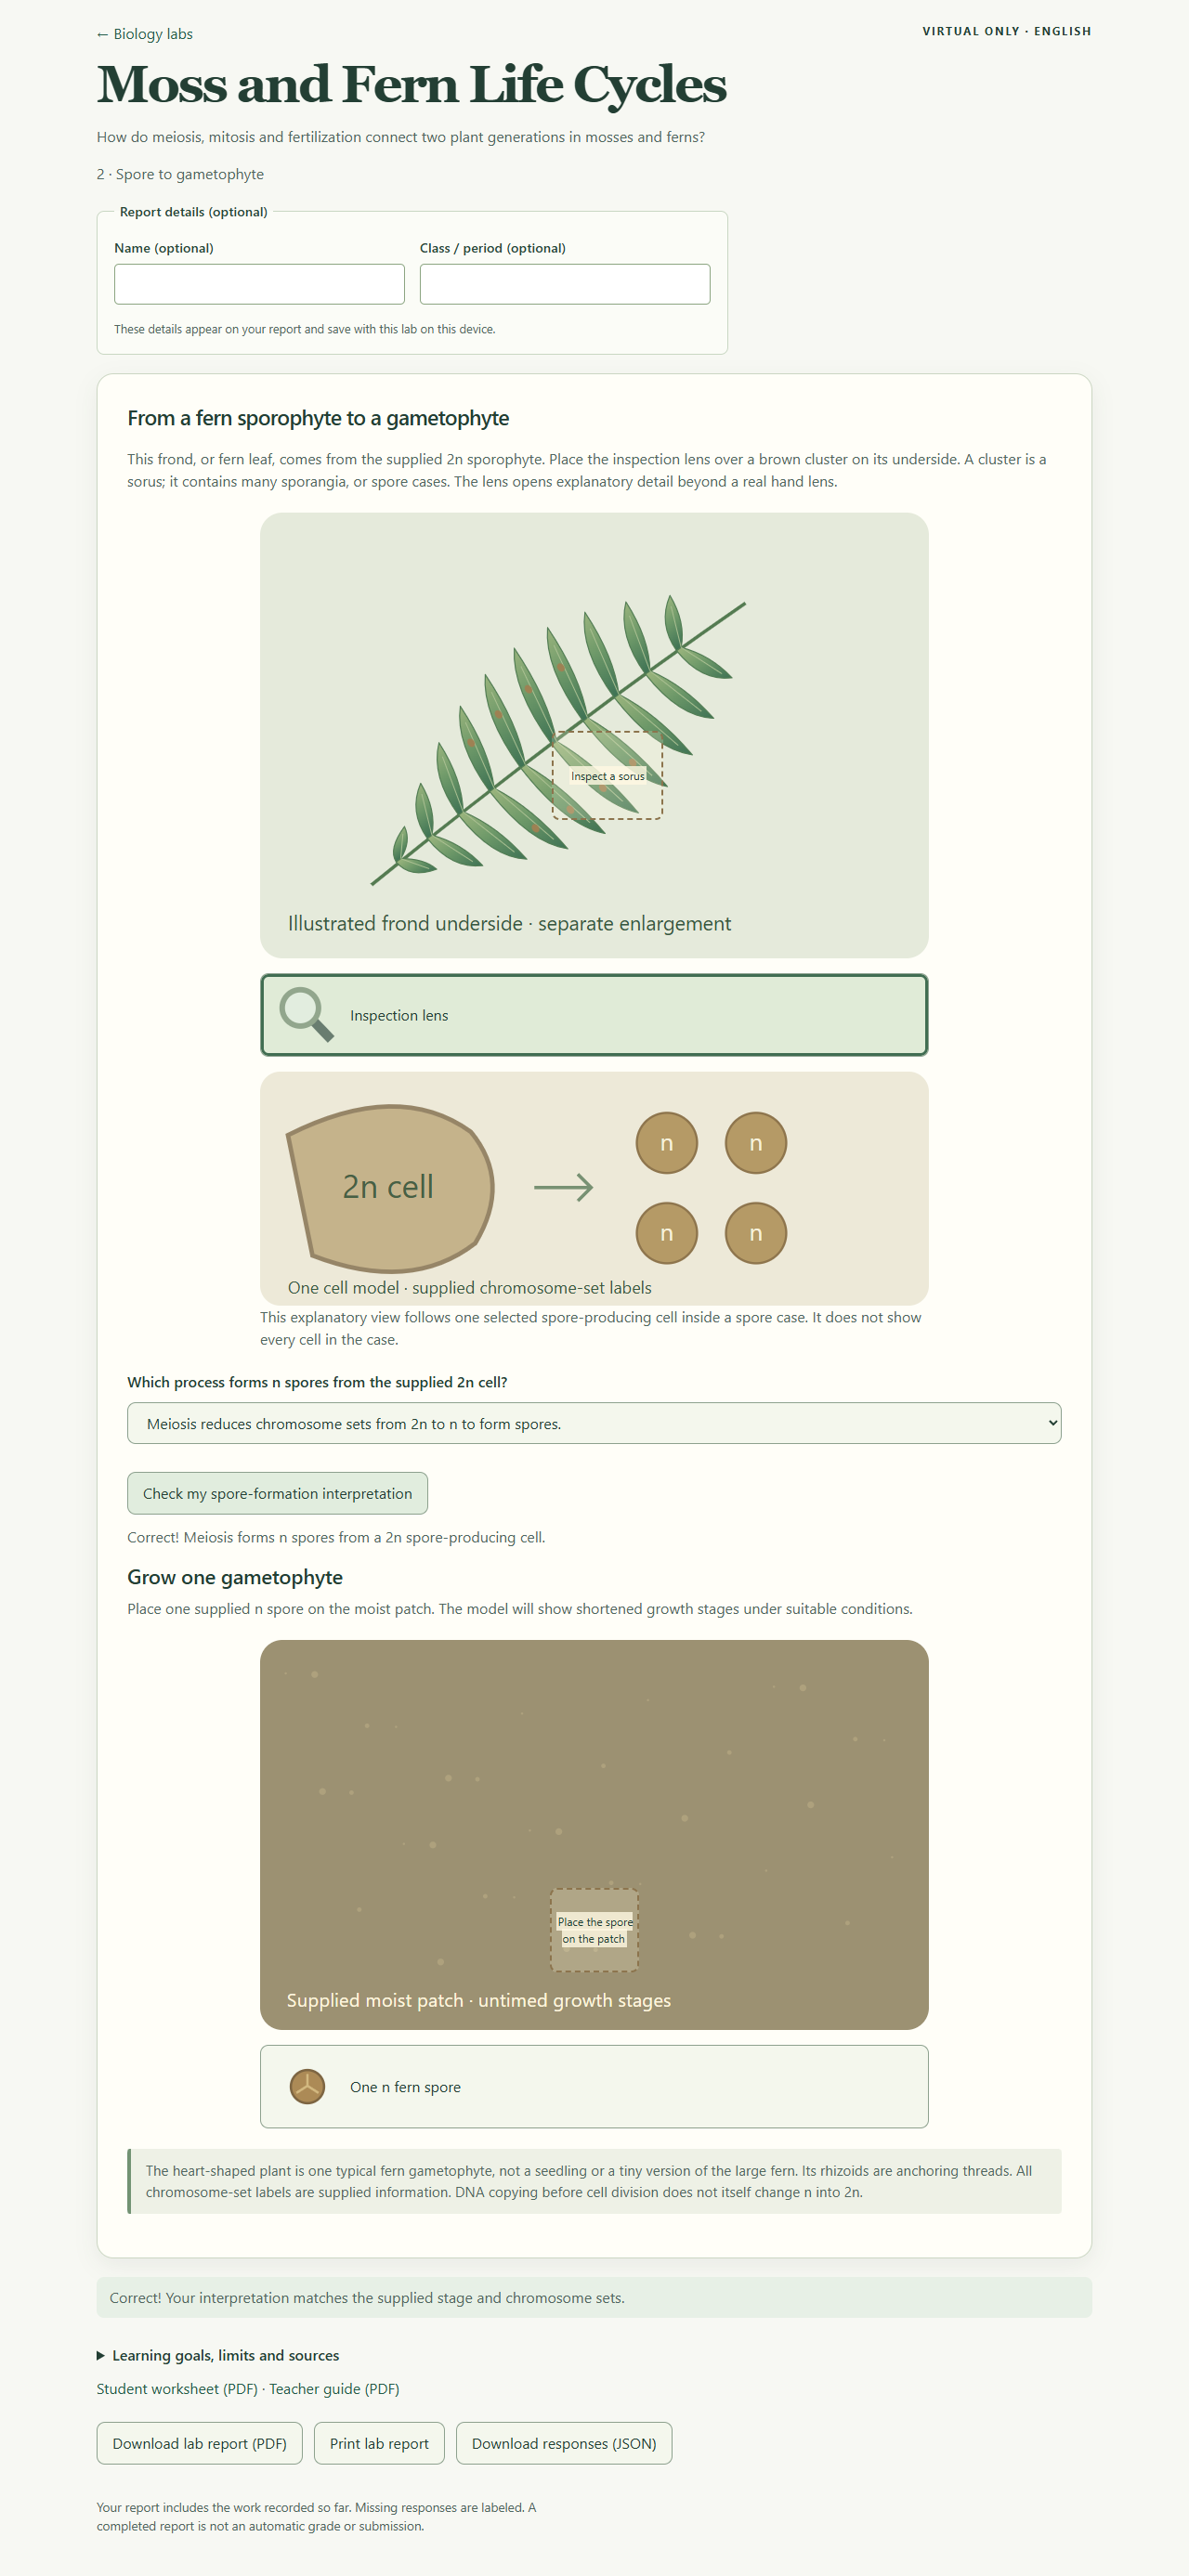 ← Biology labs
VIRTUAL ONLY · ENGLISH
Moss and Fern Life Cycles
How do meiosis, mitosis and fertilization connect two plant generations in mosses and ferns?
2 · Spore to gametophyte
Report details (optional)
Name (optional)
Class / period (optional)
These details appear on your report and save with this lab on this device.
From a fern sporophyte to a gametophyte
This frond, or fern leaf, comes from the supplied 2n sporophyte. Place the inspection lens over a brown cluster on its underside. A cluster is a
sorus; it contains many sporangia, or spore cases. The lens opens explanatory detail beyond a real hand lens.
Inspect a sorus
Illustrated frond underside · separate enlargement
Inspection lens
2n cell
n n
n n
One cell model · supplied chromosome-set labels
This explanatory view follows one selected spore-producing cell inside a spore case. It does not show
every cell in the case.
Which process forms n spores from the supplied 2n cell?
Meiosis reduces chromosome sets from 2n to n to form spores.
Check my spore-formation interpretation
Correct! Meiosis forms n spores from a 2n spore-producing cell.
Grow one gametophyte
Place one supplied n spore on the moist patch. The model will show shortened growth stages under suitable conditions.
Place the spore
on the patch
Supplied moist patch · untimed growth stages
One n fern spore
The heart-shaped plant is one typical fern gametophyte, not a seedling or a tiny version of the large fern. Its rhizoids are anchoring threads. All
chromosome-set labels are supplied information. DNA copying before cell division does not itself change n into 2n.
Correct! Your interpretation matches the supplied stage and chromosome sets.
▶ Learning goals, limits and sources
Student worksheet (PDF) · Teacher guide (PDF)
Download lab report (PDF)
Print lab report
Download responses (JSON)
Your report includes the work recorded so far. Missing responses are labeled. A
completed report is not an automatic grade or submission.